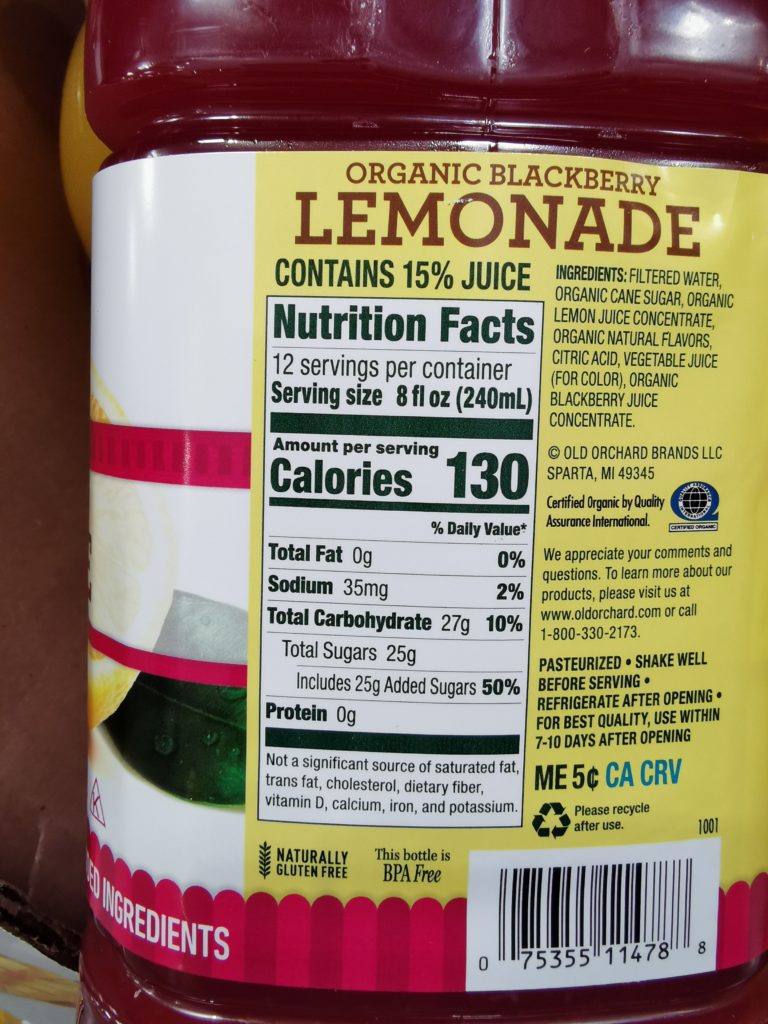 ORGANIC BLACKBERRY
LEMONADE
CONTAINS 15% JUICE
Nutrition Facts
12 servings per container
Serving size 8 fl oz (240mL)
Amount per serving
Calories 130
% Daily Value*
Total Fat 0g 0%
Sodium 35mg 2%
Total Carbohydrate 27g 10%
Total Sugars 25g
Includes 25g Added Sugars 50%
Protein 0g
Not a significant source of saturated fat,
trans fat, cholesterol, dietary fiber,
vitamin D, calcium, iron, and potassium.
INGREDIENTS: FILTERED WATER,
ORGANIC CANE SUGAR, ORGANIC
LEMON JUICE CONCENTRATE,
ORGANIC NATURAL FLAVORS,
CITRIC ACID, VEGETABLE JUICE
(FOR COLOR), ORGANIC
BLACKBERRY JUICE
CONCENTRATE.
© OLD ORCHARD BRANDS LLC
SPARTA, MI 49345
Certified Organic by Quality
Assurance International.
CERTIFIED ORGANIC
We appreciate your comments and
questions. To learn more about our
products, please visit us at
www.oldorchard.com or call
1-800-330-2173.
PASTEURIZED • SHAKE WELL
BEFORE SERVING •
REFRIGERATE AFTER OPENING •
FOR BEST QUALITY, USE WITHIN
7-10 DAYS AFTER OPENING
ME 5¢ CA CRV
Please recycle
after use.
1001
NATURALLY
GLUTEN FREE
This bottle is
BPA Free
INGREDIENTS
0 75355 11478 8